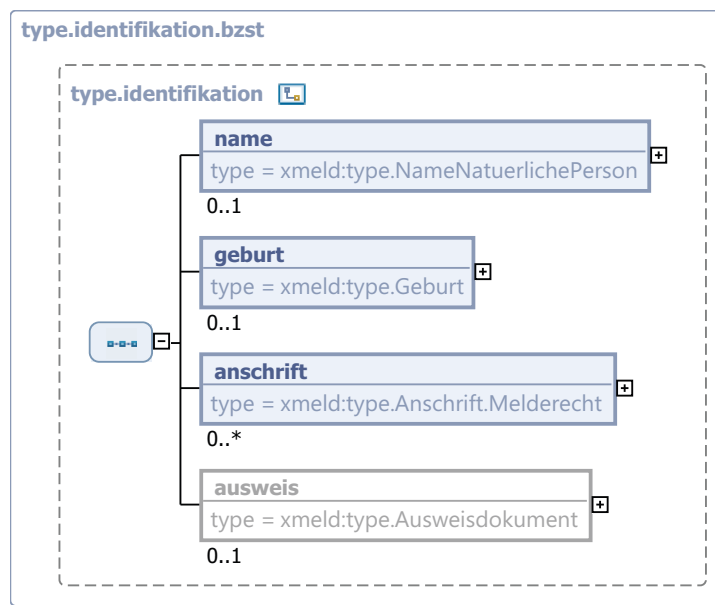 type.identifikation.bzst
type.identifikation
name
type = xmeld:type.NameNatuerlichePerson
0..1
geburt
type = xmeld:type.Geburt
0..1
anschrift
type = xmeld:type.Anschrift.Melderecht
0..*
ausweis
type = xmeld:type.Ausweisdokument
0..1